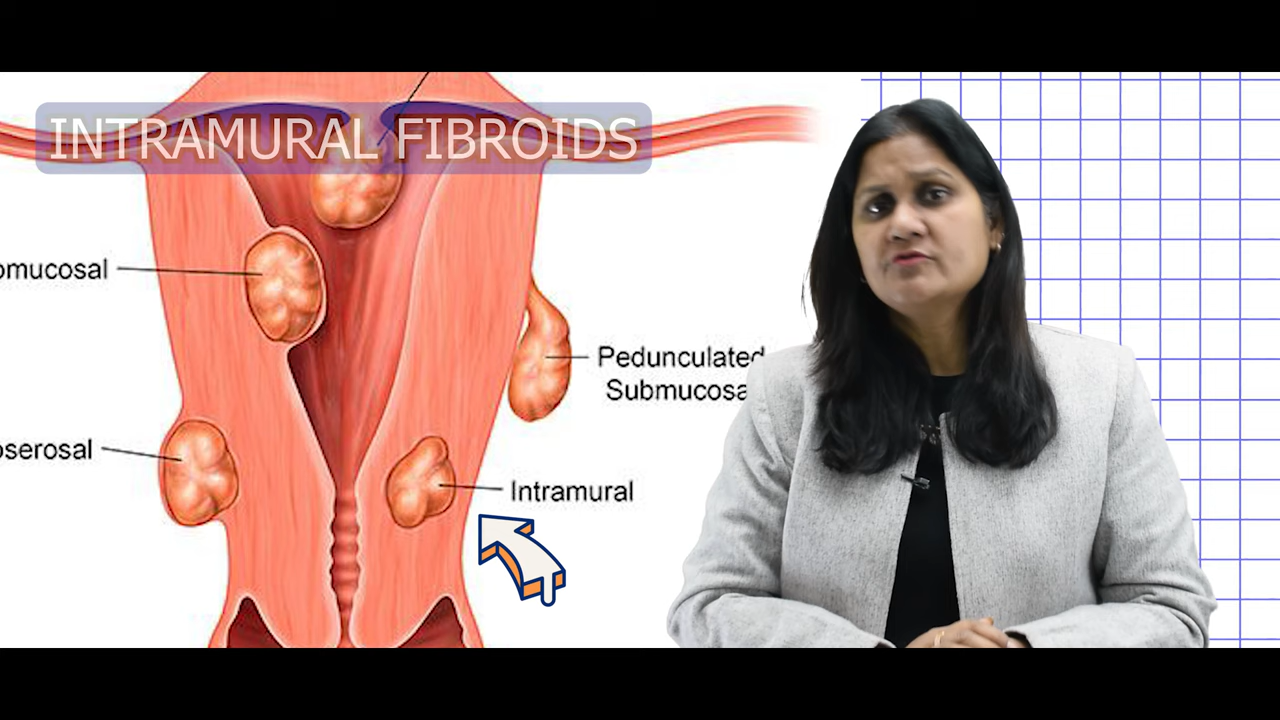 INTRAMURAL FIBROIDS
omucosal
Pedunculated
Submucosa
oserosal
Intramural